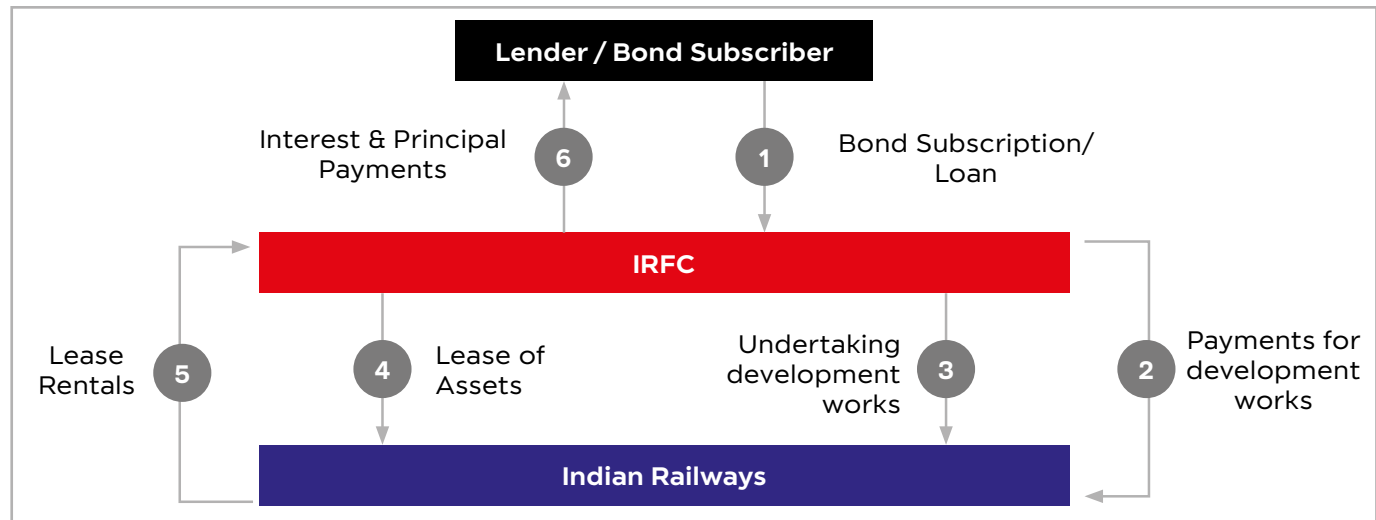 Lender / Bond Subscriber
Interest & Principal
Payments
6
1
Bond Subscription/
Loan
IRFC
Lease
Rentals
5
4
Lease of
Assets
Undertaking
development
works
3
2
Payments for
development
works
Indian Railways